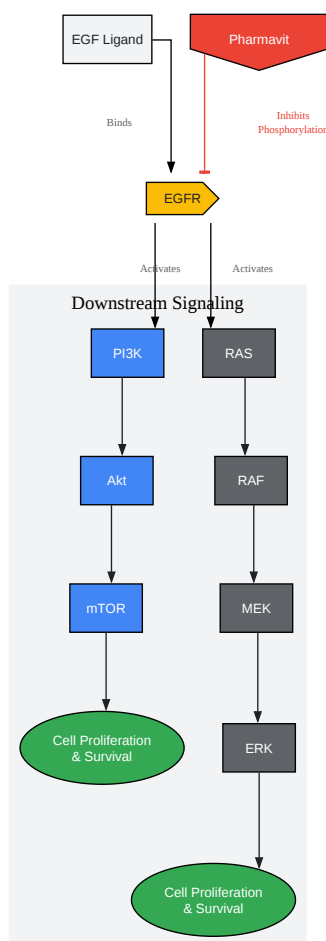 EGF Ligand
Pharmavit
Binds
Inhibits
Phosphorylation
EGFR
Activates
Activates
Downstream Signaling
PI3K
RAS
Akt
RAF
mTOR
MEK
Cell Proliferation
& Survival
ERK
Cell Proliferation
& Survival